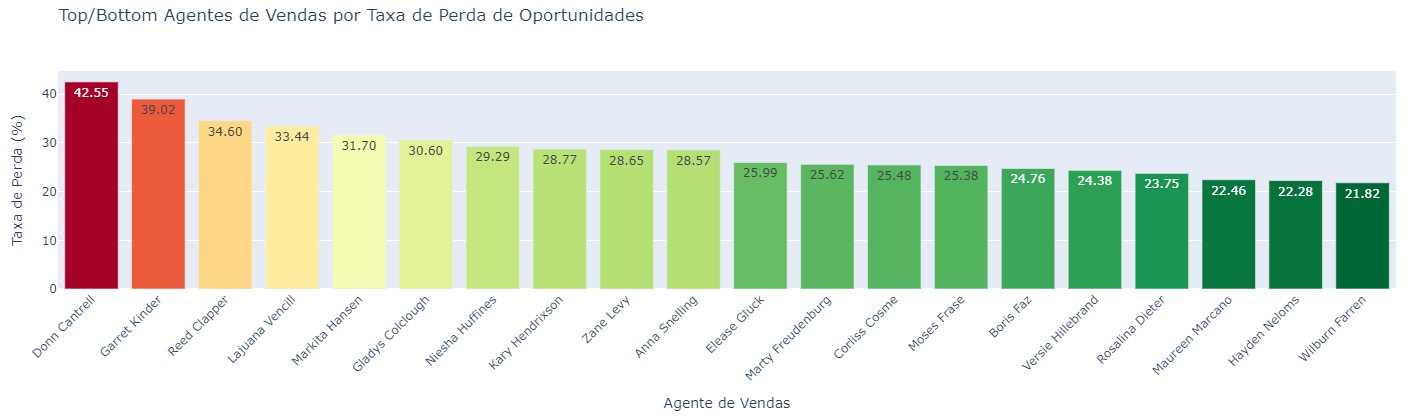 Top/Bottom Agentes de Vendas por Taxa de Perda de Oportunidades
Taxa de Perda (%)
40
30
20
10
0
42.55
39.02
34.60
33.44
31.70
30.60
29.29
28.77
28.65
28.57
25.99
25.62
25.48
25.38
24.76
24.38
23.75
22.46
22.28
21.82
Donn Cantrell
Garret Kinder
Reed Clapper
Lajuana Vencill
Markita Hansen
Gladys Colclough
Niesha Huffines
Kary Hendrixson
Zane Levy
Anna Snelling
Elease Gluck
Marty Freudenburg
Corliss Cosme
Moses Frase
Boris Faz
Versie Hillebrand
Rosalina Dieter
Maureen Marcano
Hayden Neloms
Wilburn Farren
Agente de Vendas